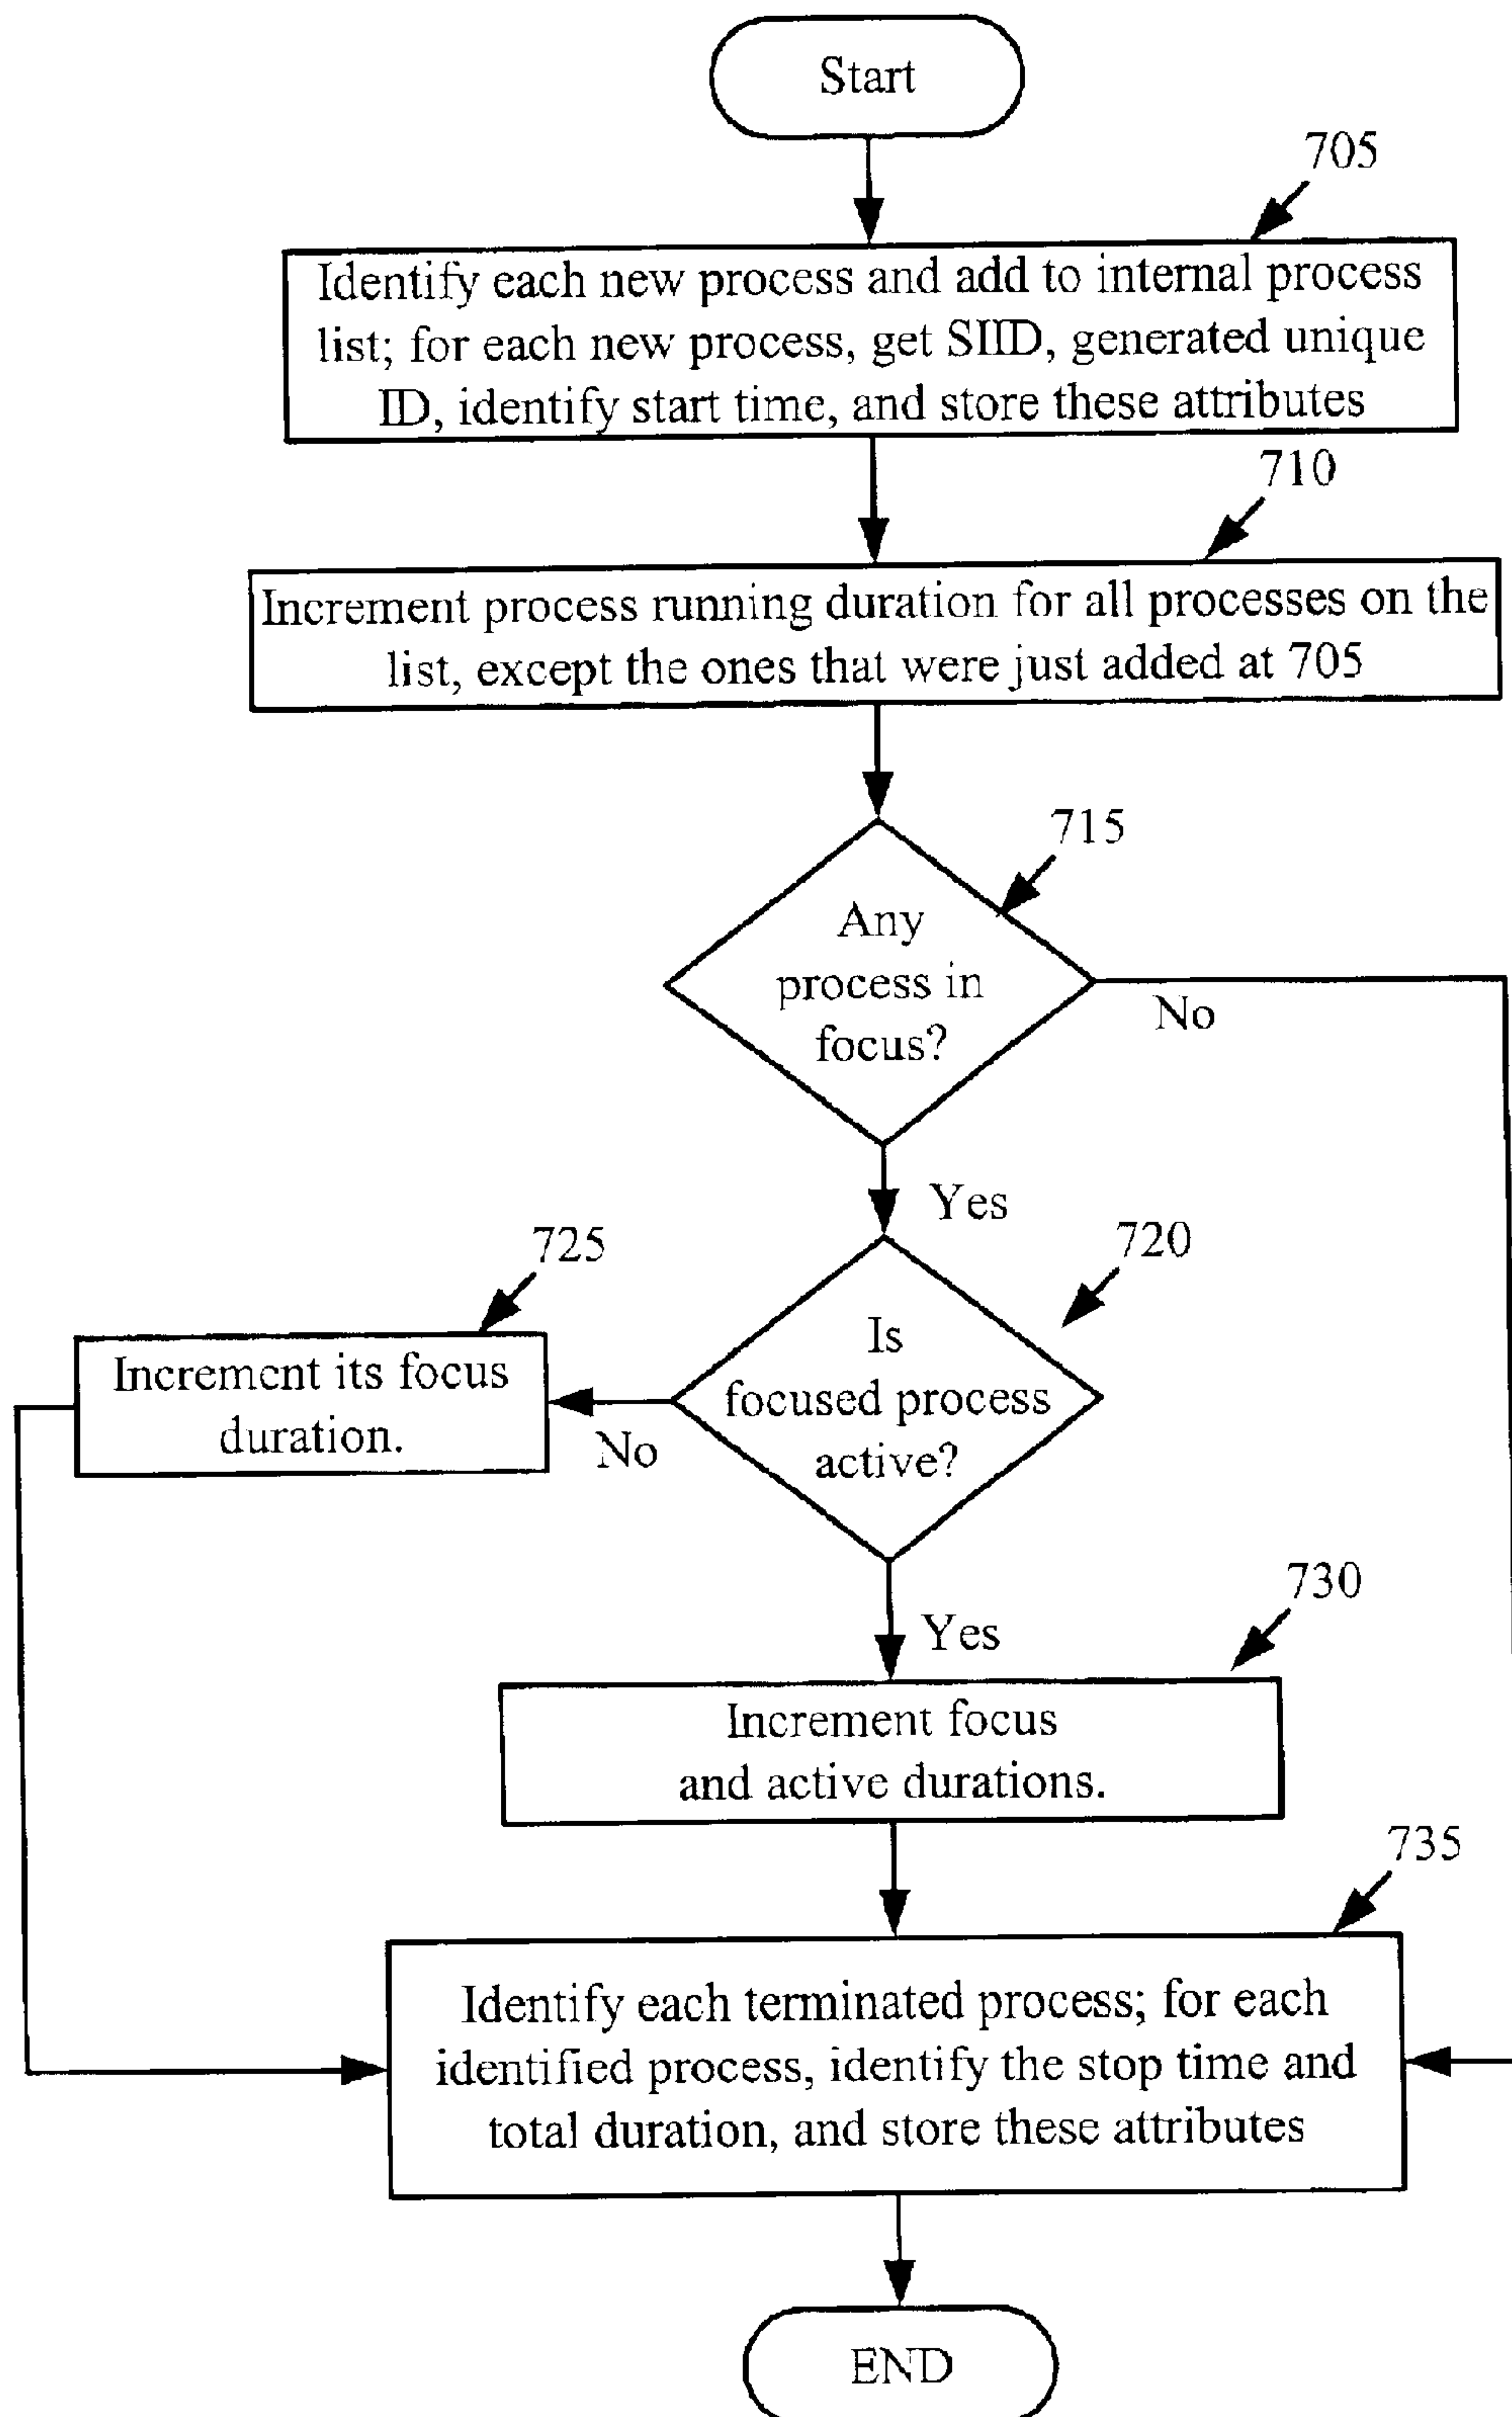 Start
705
Identify each new process and add to internal process
list; for each new process, get SIID, generated unique
ID, identify start time, and store these attributes
710
Increment process running duration for all processes on the
list, except the ones that were just added at 705
715
Any
process in
focus?
No
Yes
720
725
Is
focused process
active?
Increment its focus
duration.
No
Yes
730
Increment focus
and active durations.
735
Identify each terminated process; for each
identified process, identify the stop time and
total duration, and store these attributes
END